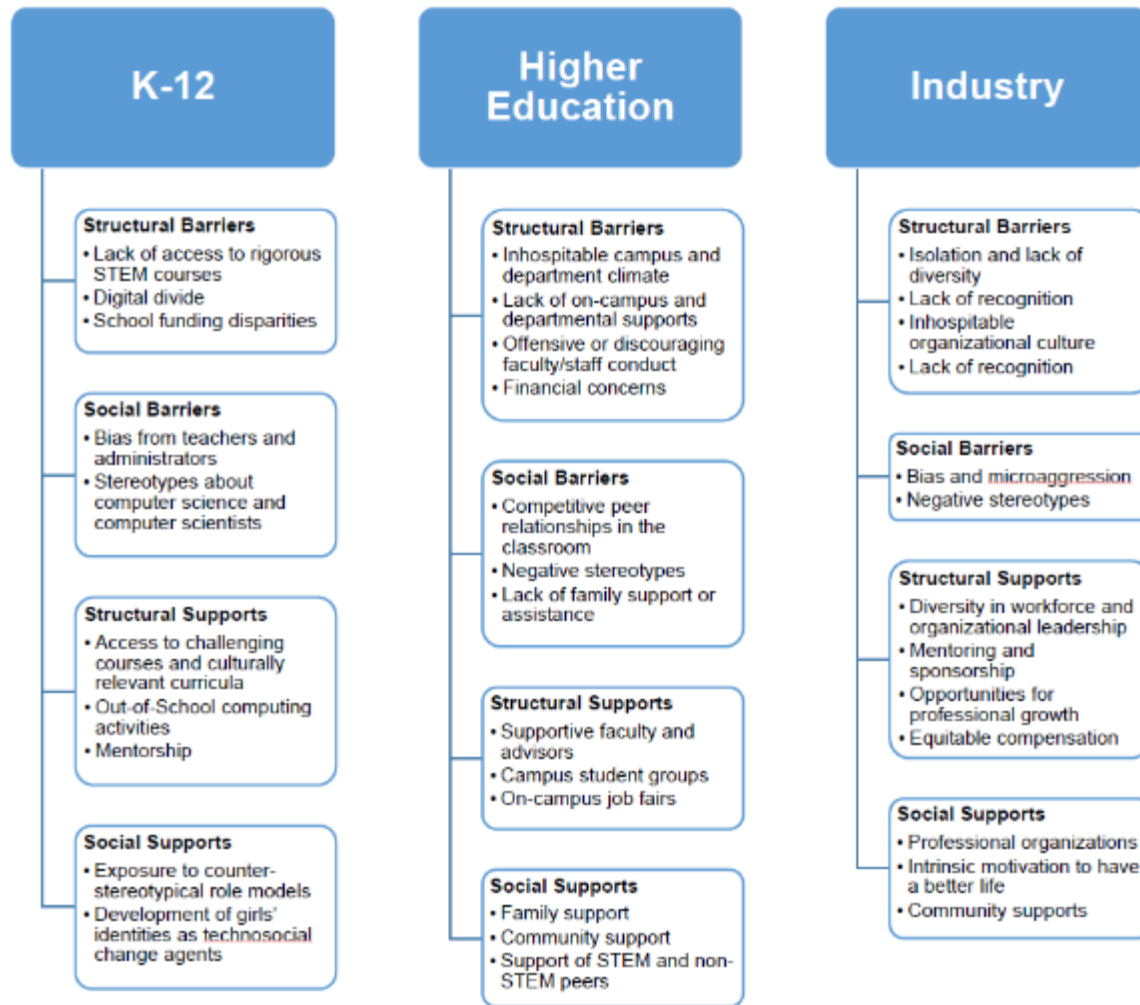 K-12
Structural Barriers
• Lack of access to rigorous
STEM courses
• Digital divide
• School funding disparities
Social Barriers
• Bias from teachers and
administrators
• Stereotypes about
computer science and
computer scientists
Structural Supports
• Access to challenging
courses and culturally
relevant curricula
• Out-of-School computing
activities
• Mentorship
Social Supports
• Exposure to counter-
stereotypical role models
• Development of girls'
identities as technosocial
change agents
Higher
Education
Structural Barriers
• Inhospitable campus and
department climate
• Lack of on-campus and
departmental supports
• Offensive or discouraging
faculty/staff conduct
• Financial concerns
Social Barriers
• Competitive peer
relationships in the
classroom
• Negative stereotypes
• Lack of family support or
assistance
Structural Supports
• Supportive faculty and
advisors
• Campus student groups
• On-campus job fairs
Social Supports
• Family support
• Community support
• Support of STEM and non-
STEM peers
Industry
Structural Barriers
• Isolation and lack of
diversity
• Lack of recognition
• Inhospitable
organizational culture
• Lack of recognition
Social Barriers
• Bias and microaggression
• Negative stereotypes
Structural Supports
• Diversity in workforce and
organizational leadership
• Mentoring and
sponsorship
• Opportunities for
professional growth
• Equitable compensation
Social Supports
• Professional organizations
• Intrinsic motivation to have
a better life
• Community supports